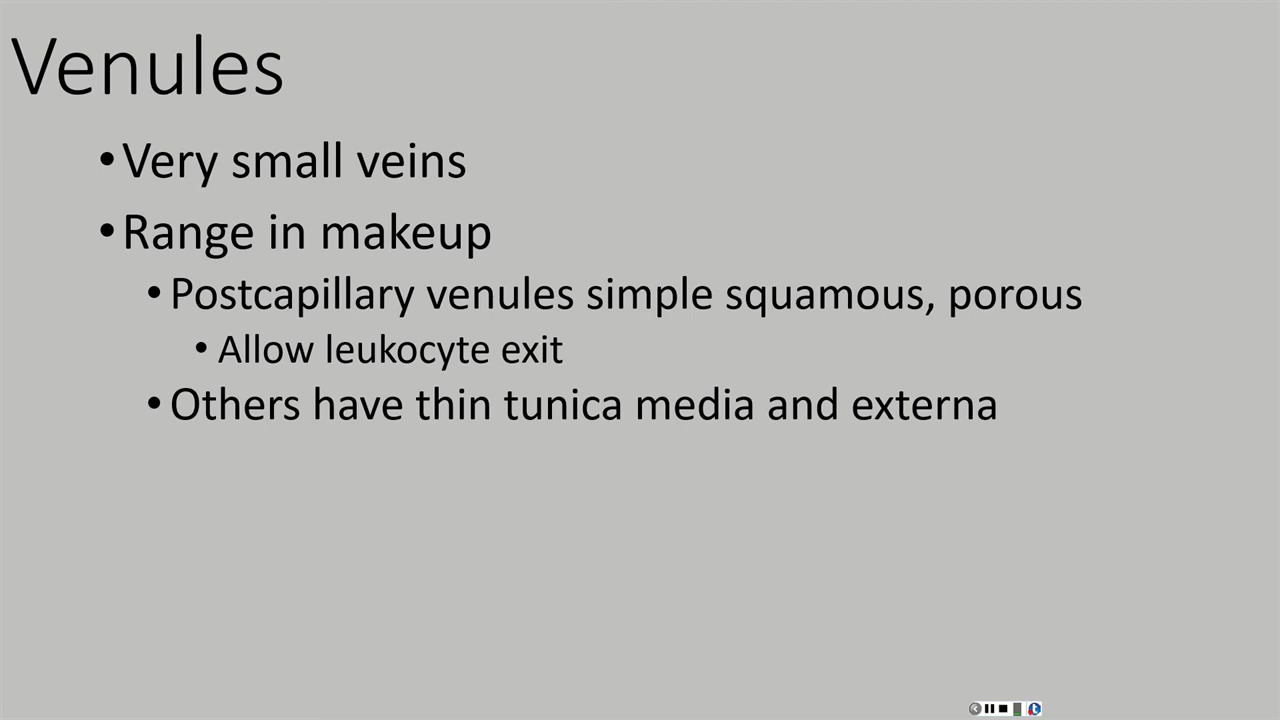 Venules
•Very small veins
•Range in makeup
•Postcapillary venules simple squamous, porous
•Allow leukocyte exit
•Others have thin tunica media and externa